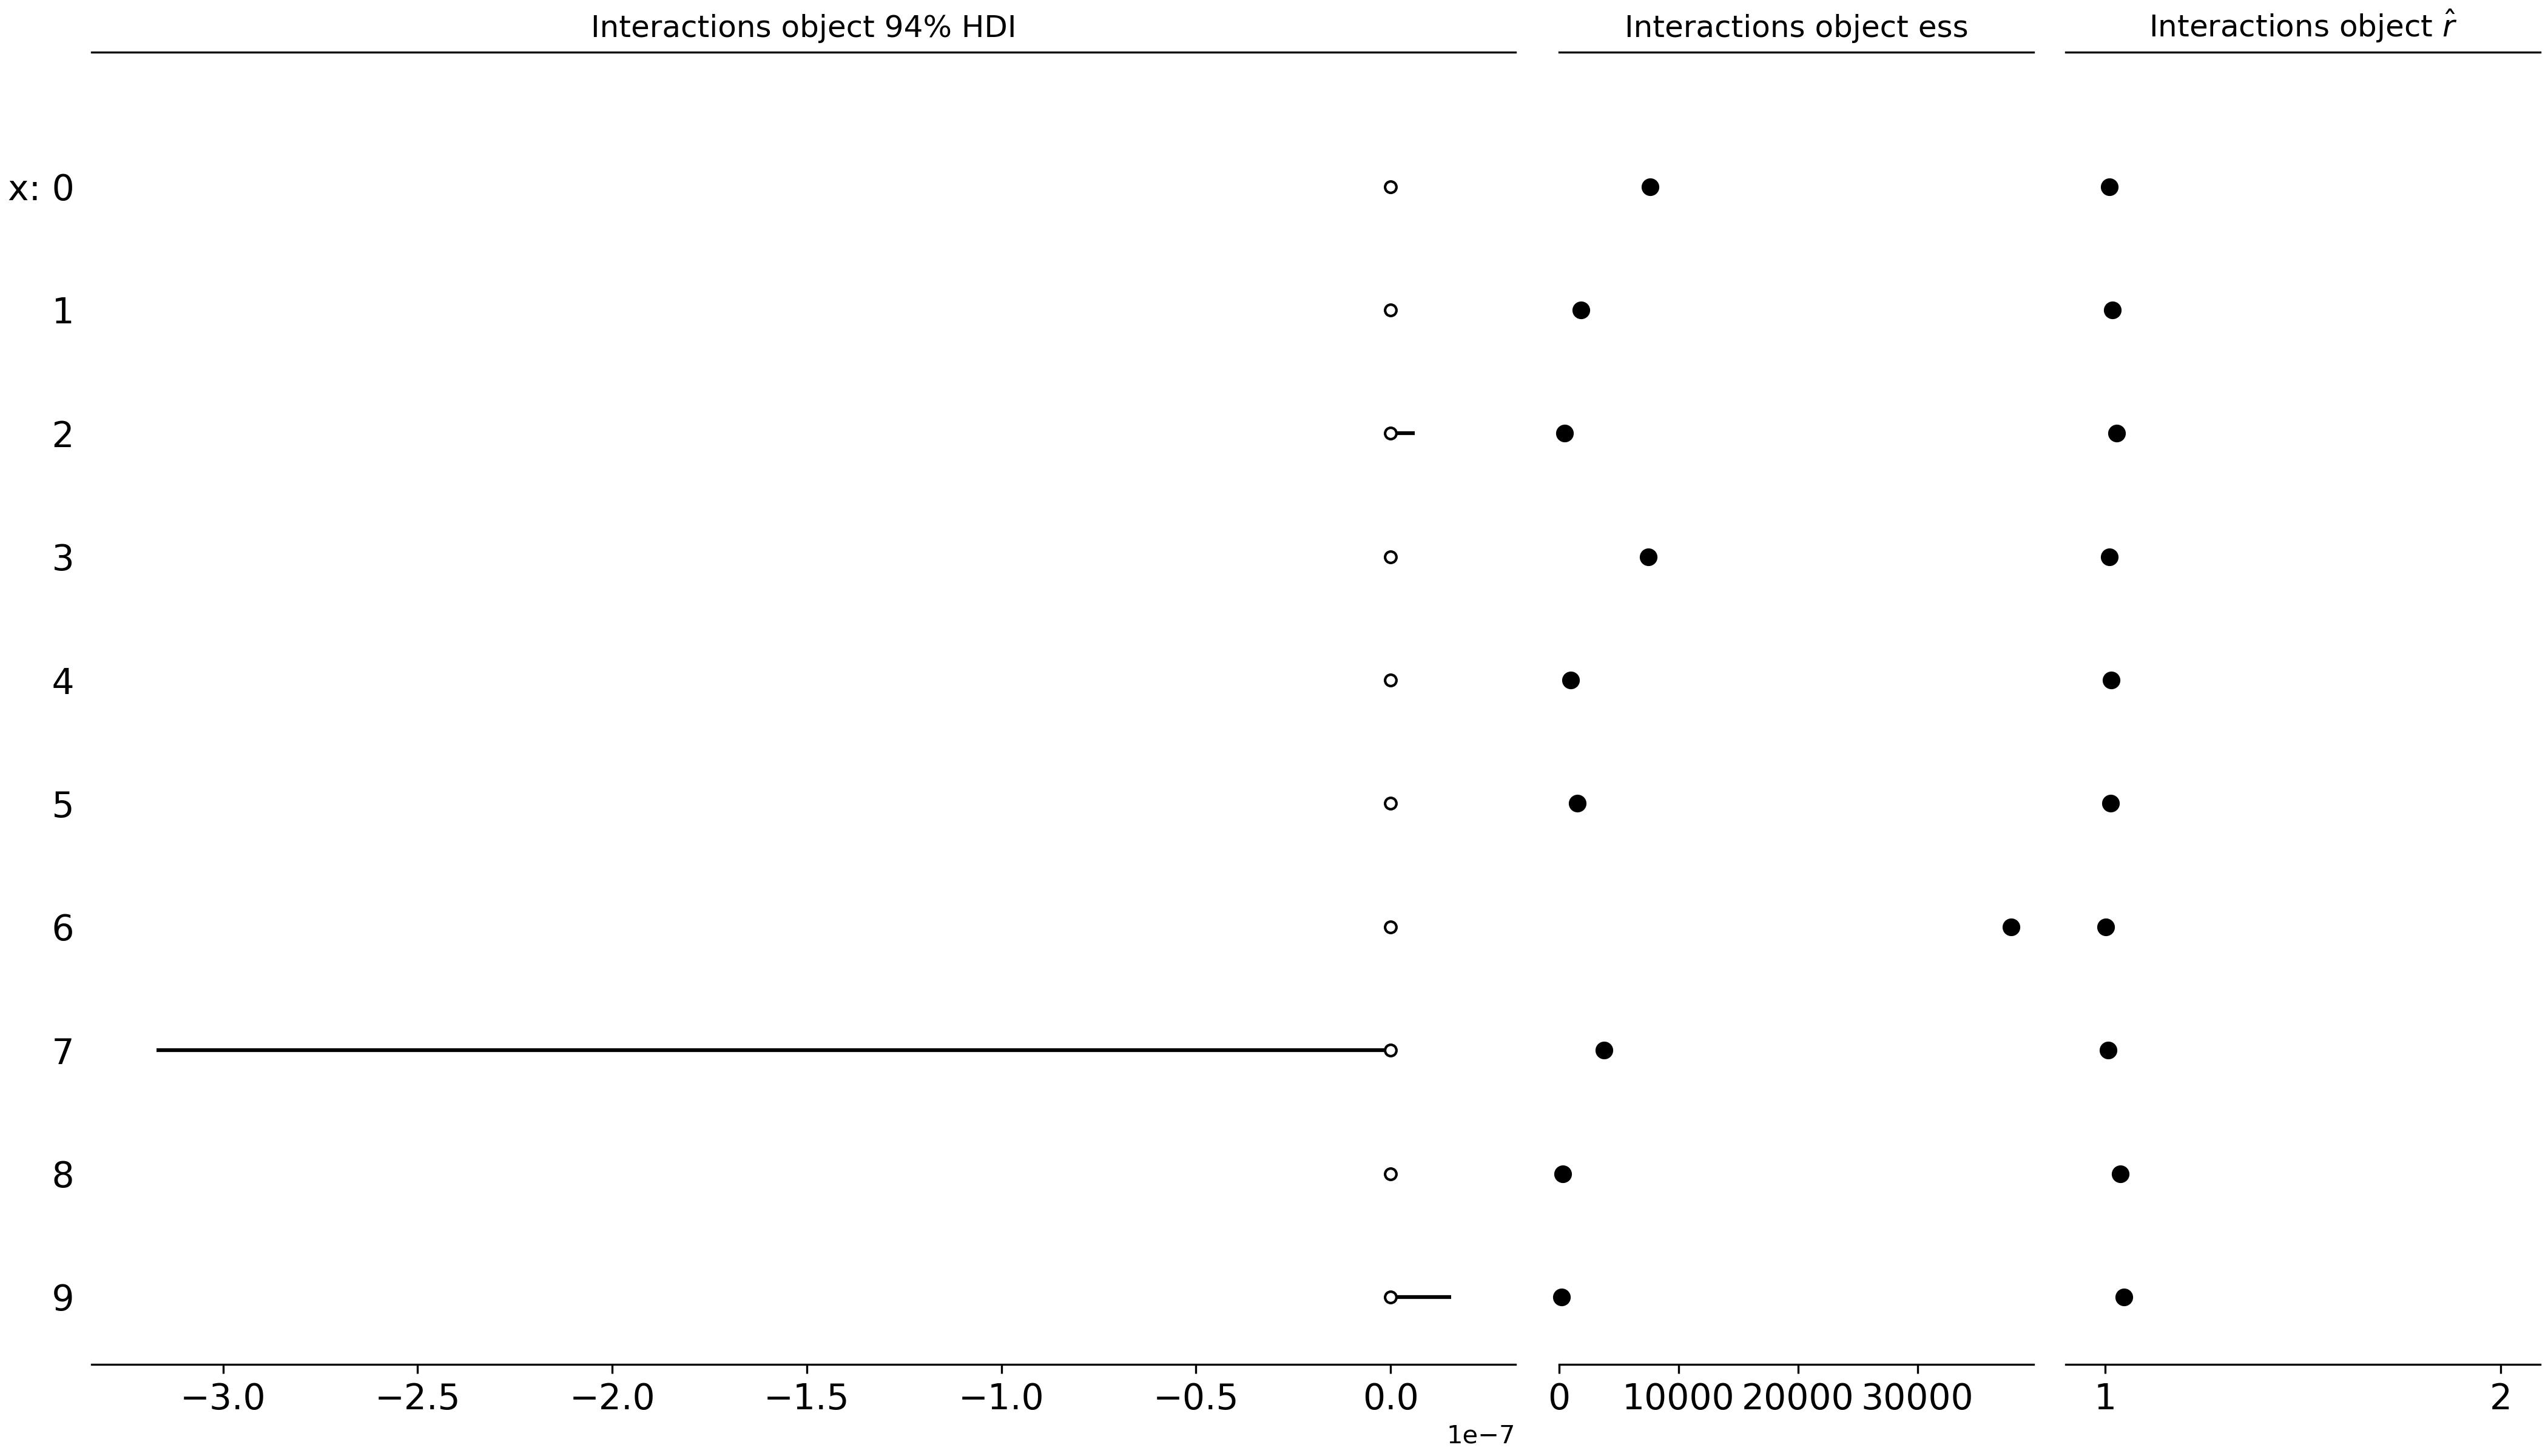 Interactions object 94% HDI
Interactions object ess
Interactions object r̂
x: 0
1
2
3
4
5
6
7
8
9
−3.0 −2.5 −2.0 −1.5 −1.0 −0.5 0.0
1e−7
0 10000 20000 30000
1 2